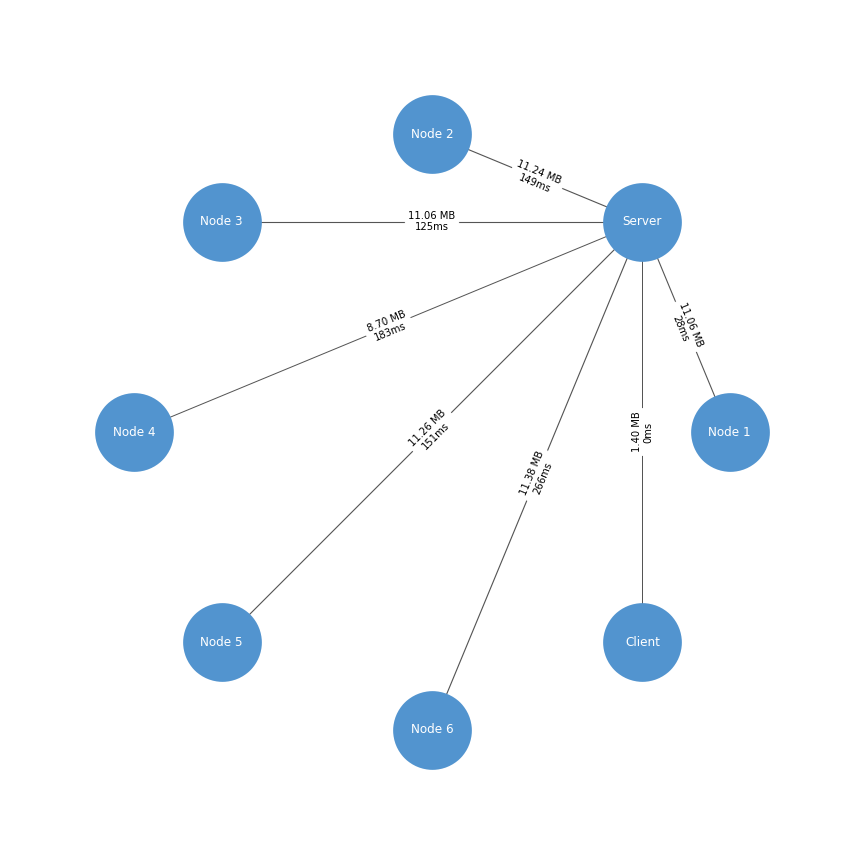 Node 2
11.24 MB
149ms
Node 3
11.06 MB
125ms
Server
8.70 MB
183ms
11.06 MB
28ms
Node 4
11.26 MB
151ms
1.40 MB
0ms
Node 1
11.38 MB
266ms
Node 5
Client
Node 6